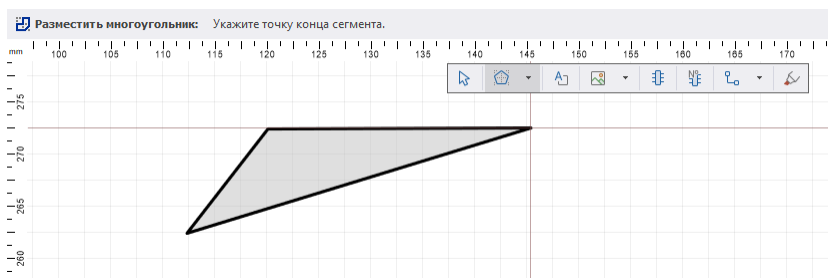 Разместить многоугольник: Укажите точку конца сегмента.
mm 100 105 110 115 120 125 130 135 140 145 150 155 160 165 170
A
Nº
275
270
265
260